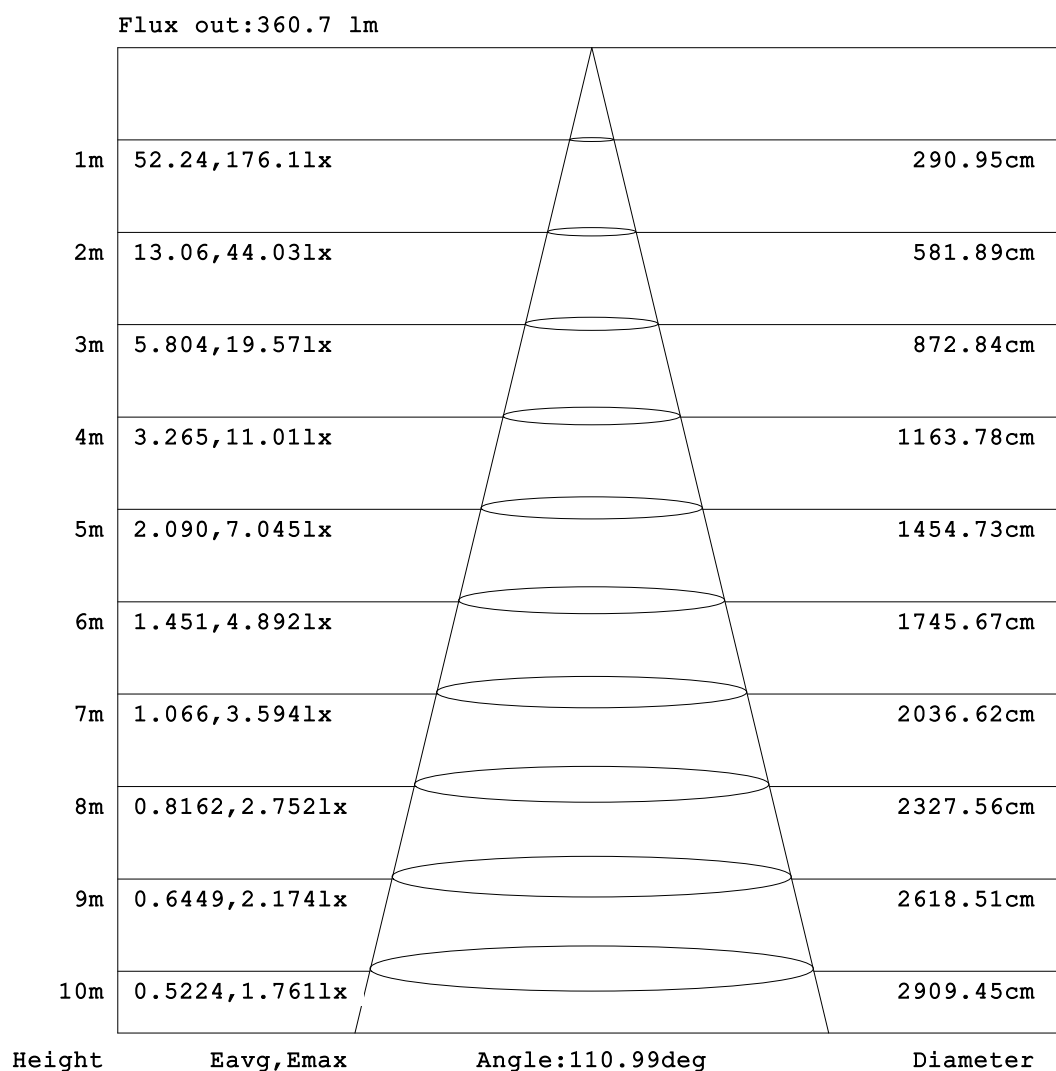 Flux out:360.7 lm
1m 52.24,176.1lx 290.95cm
2m 13.06,44.03lx 581.89cm
3m 5.804,19.57lx 872.84cm
4m 3.265,11.01lx 1163.78cm
5m 2.090,7.045lx 1454.73cm
6m 1.451,4.892lx 1745.67cm
7m 1.066,3.594lx 2036.62cm
8m 0.8162,2.752lx 2327.56cm
9m 0.6449,2.174lx 2618.51cm
10m 0.5224,1.761lx 2909.45cm
Height Eavg,Emax Angle:110.99deg Diameter